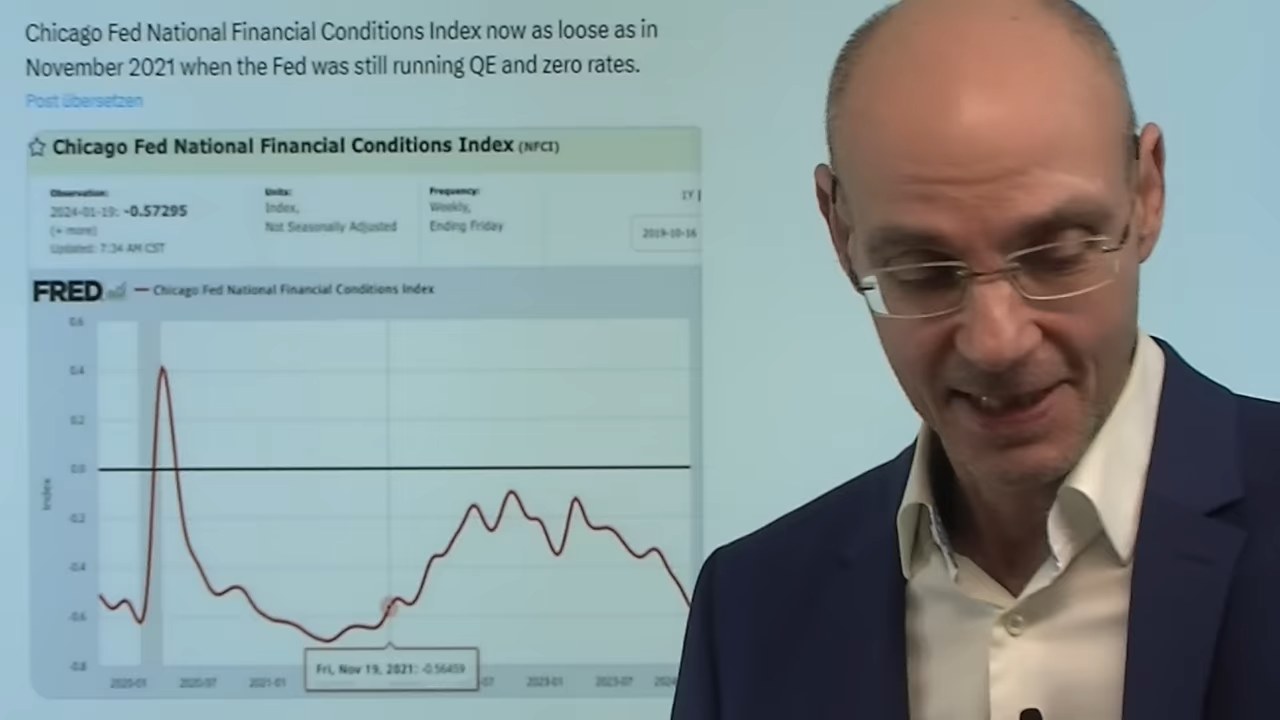 Chicago Fed National Financial Conditions Index now as loose as in
November 2021 when the Fed was still running QE and zero rates.
Post übersetzen
Chicago Fed National Financial Conditions Index (NFCI)
Observation: Units: Frequency:
2024-01-19: -0.57295 Index, Weekly, 1Y |
(+ more) Not Seasonally Adjusted Ending Friday
Updated: 7:34 AM CST 2019-10-16
FRED — Chicago Fed National Financial Conditions Index
0.6
0.4
0.2
0.0
-0.2
-0.4
-0.6
-0.8
Index
Fri, Nov 19, 2021: -0.56459
2020-01 2020-07 2021-01 -07 2023-01 2023-07 2024-